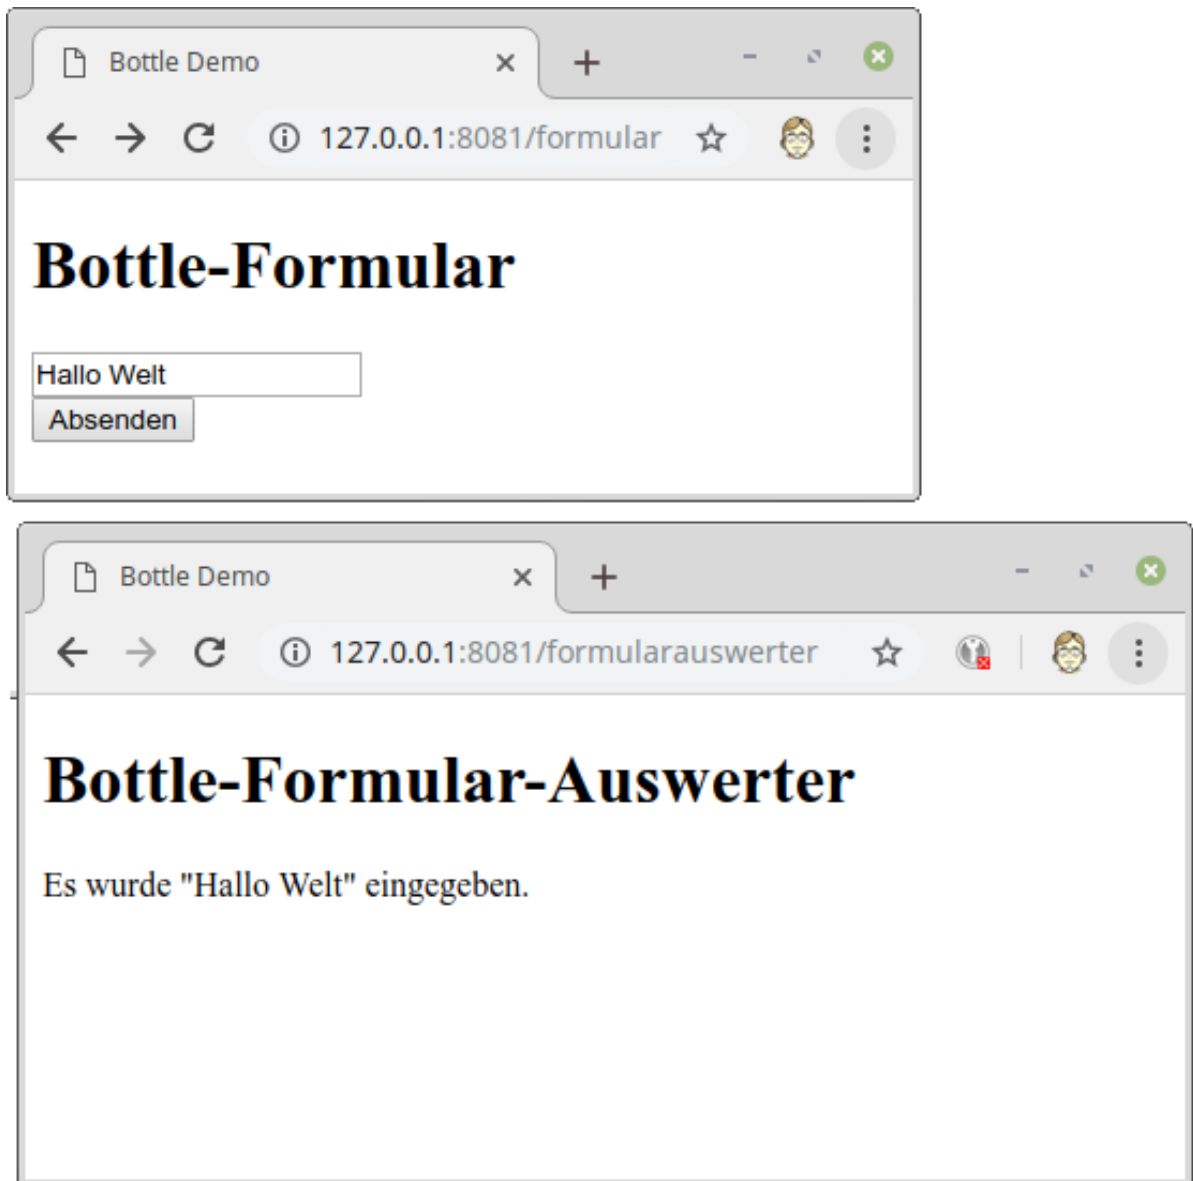 Bottle Demo
127.0.0.1:8081/formular
Bottle-Formular
Hallo Welt
Absenden
Bottle Demo
127.0.0.1:8081/formularauswerter
Bottle-Formular-Auswerter
Es wurde "Hallo Welt" eingegeben.